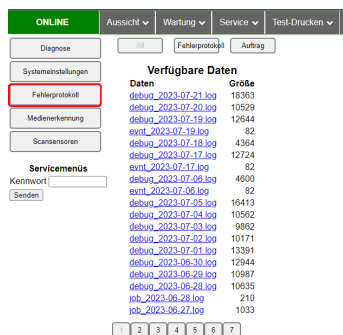 ONLINE Aussicht Wartung Service Test-Drucken
Diagnose
All Fehlerprotokoll Auftrag
Systemeinstellungen
Fehlerprotokoll
Medienerkennung
Scansensoren
Servicemenüs
Kennwort
Senden
Verfügbare Daten
Daten Größe
debug_2023-07-21.log 18363
debug_2023-07-20.log 10529
debug_2023-07-19.log 12644
evnt_2023-07-19.log 82
debug_2023-07-18.log 4364
debug_2023-07-17.log 12724
evnt_2023-07-17.log 82
debug_2023-07-06.log 4600
evnt_2023-07-06.log 82
debug_2023-07-05.log 16413
debug_2023-07-04.log 10562
debug_2023-07-03.log 9862
debug_2023-07-02.log 10171
debug_2023-07-01.log 13391
debug_2023-06-30.log 12944
debug_2023-06-29.log 10987
debug_2023-06-28.log 10635
job_2023-06-28.log 210
job_2023-06-27.log 1033
1 2 3 4 5 6 7